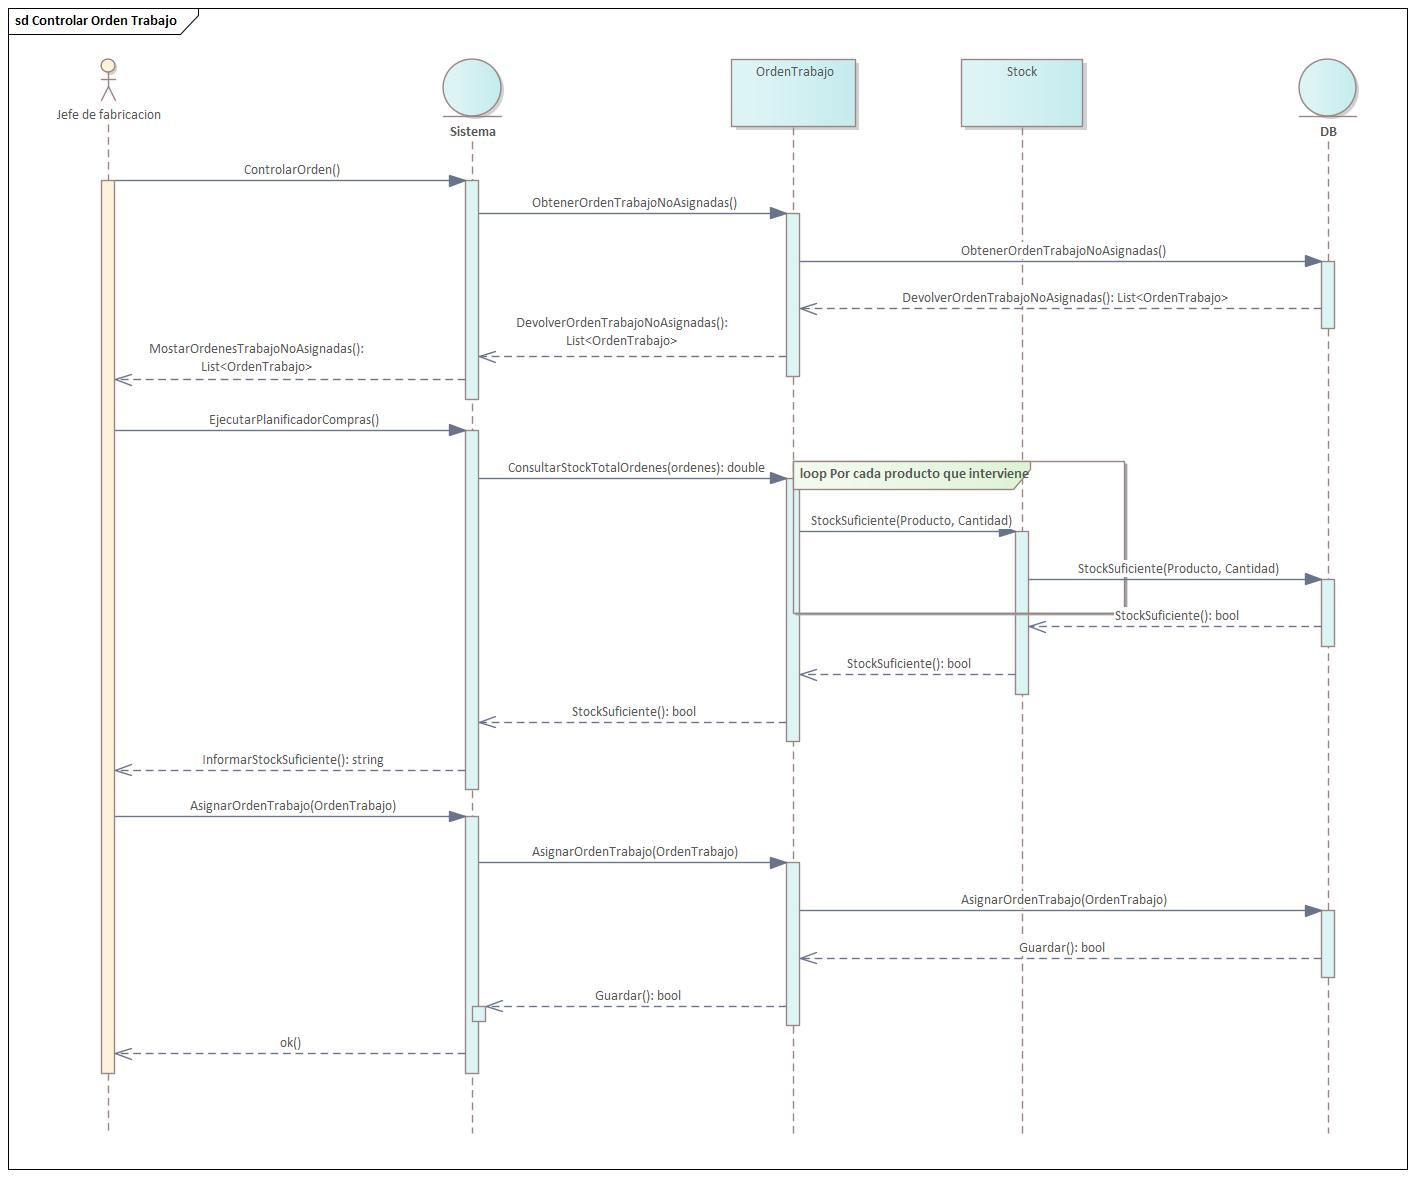 sd Controlar Orden Trabajo
Jefe de fabricacion
Sistema
OrdenTrabajo
Stock
DB
ControlarOrden()
ObtenerOrdenTrabajoNoAsignadas()
ObtenerOrdenTrabajoNoAsignadas()
DevolverOrdenTrabajoNoAsignadas(): List<OrdenTrabajo>
DevolverOrdenTrabajoNoAsignadas():
List<OrdenTrabajo>
MostarOrdenesTrabajoNoAsignadas():
List<OrdenTrabajo>
EjecutarPlanificadorCompras()
ConsultarStockTotalOrdenes(ordenes): double
loop Por cada producto que interviene
StockSuficiente(Producto, Cantidad)
StockSuficiente(Producto, Cantidad)
StockSuficiente(): bool
StockSuficiente(): bool
StockSuficiente(): bool
InformarStockSuficiente(): string
AsignarOrdenTrabajo(OrdenTrabajo)
AsignarOrdenTrabajo(OrdenTrabajo)
AsignarOrdenTrabajo(OrdenTrabajo)
Guardar(): bool
Guardar(): bool
ok()